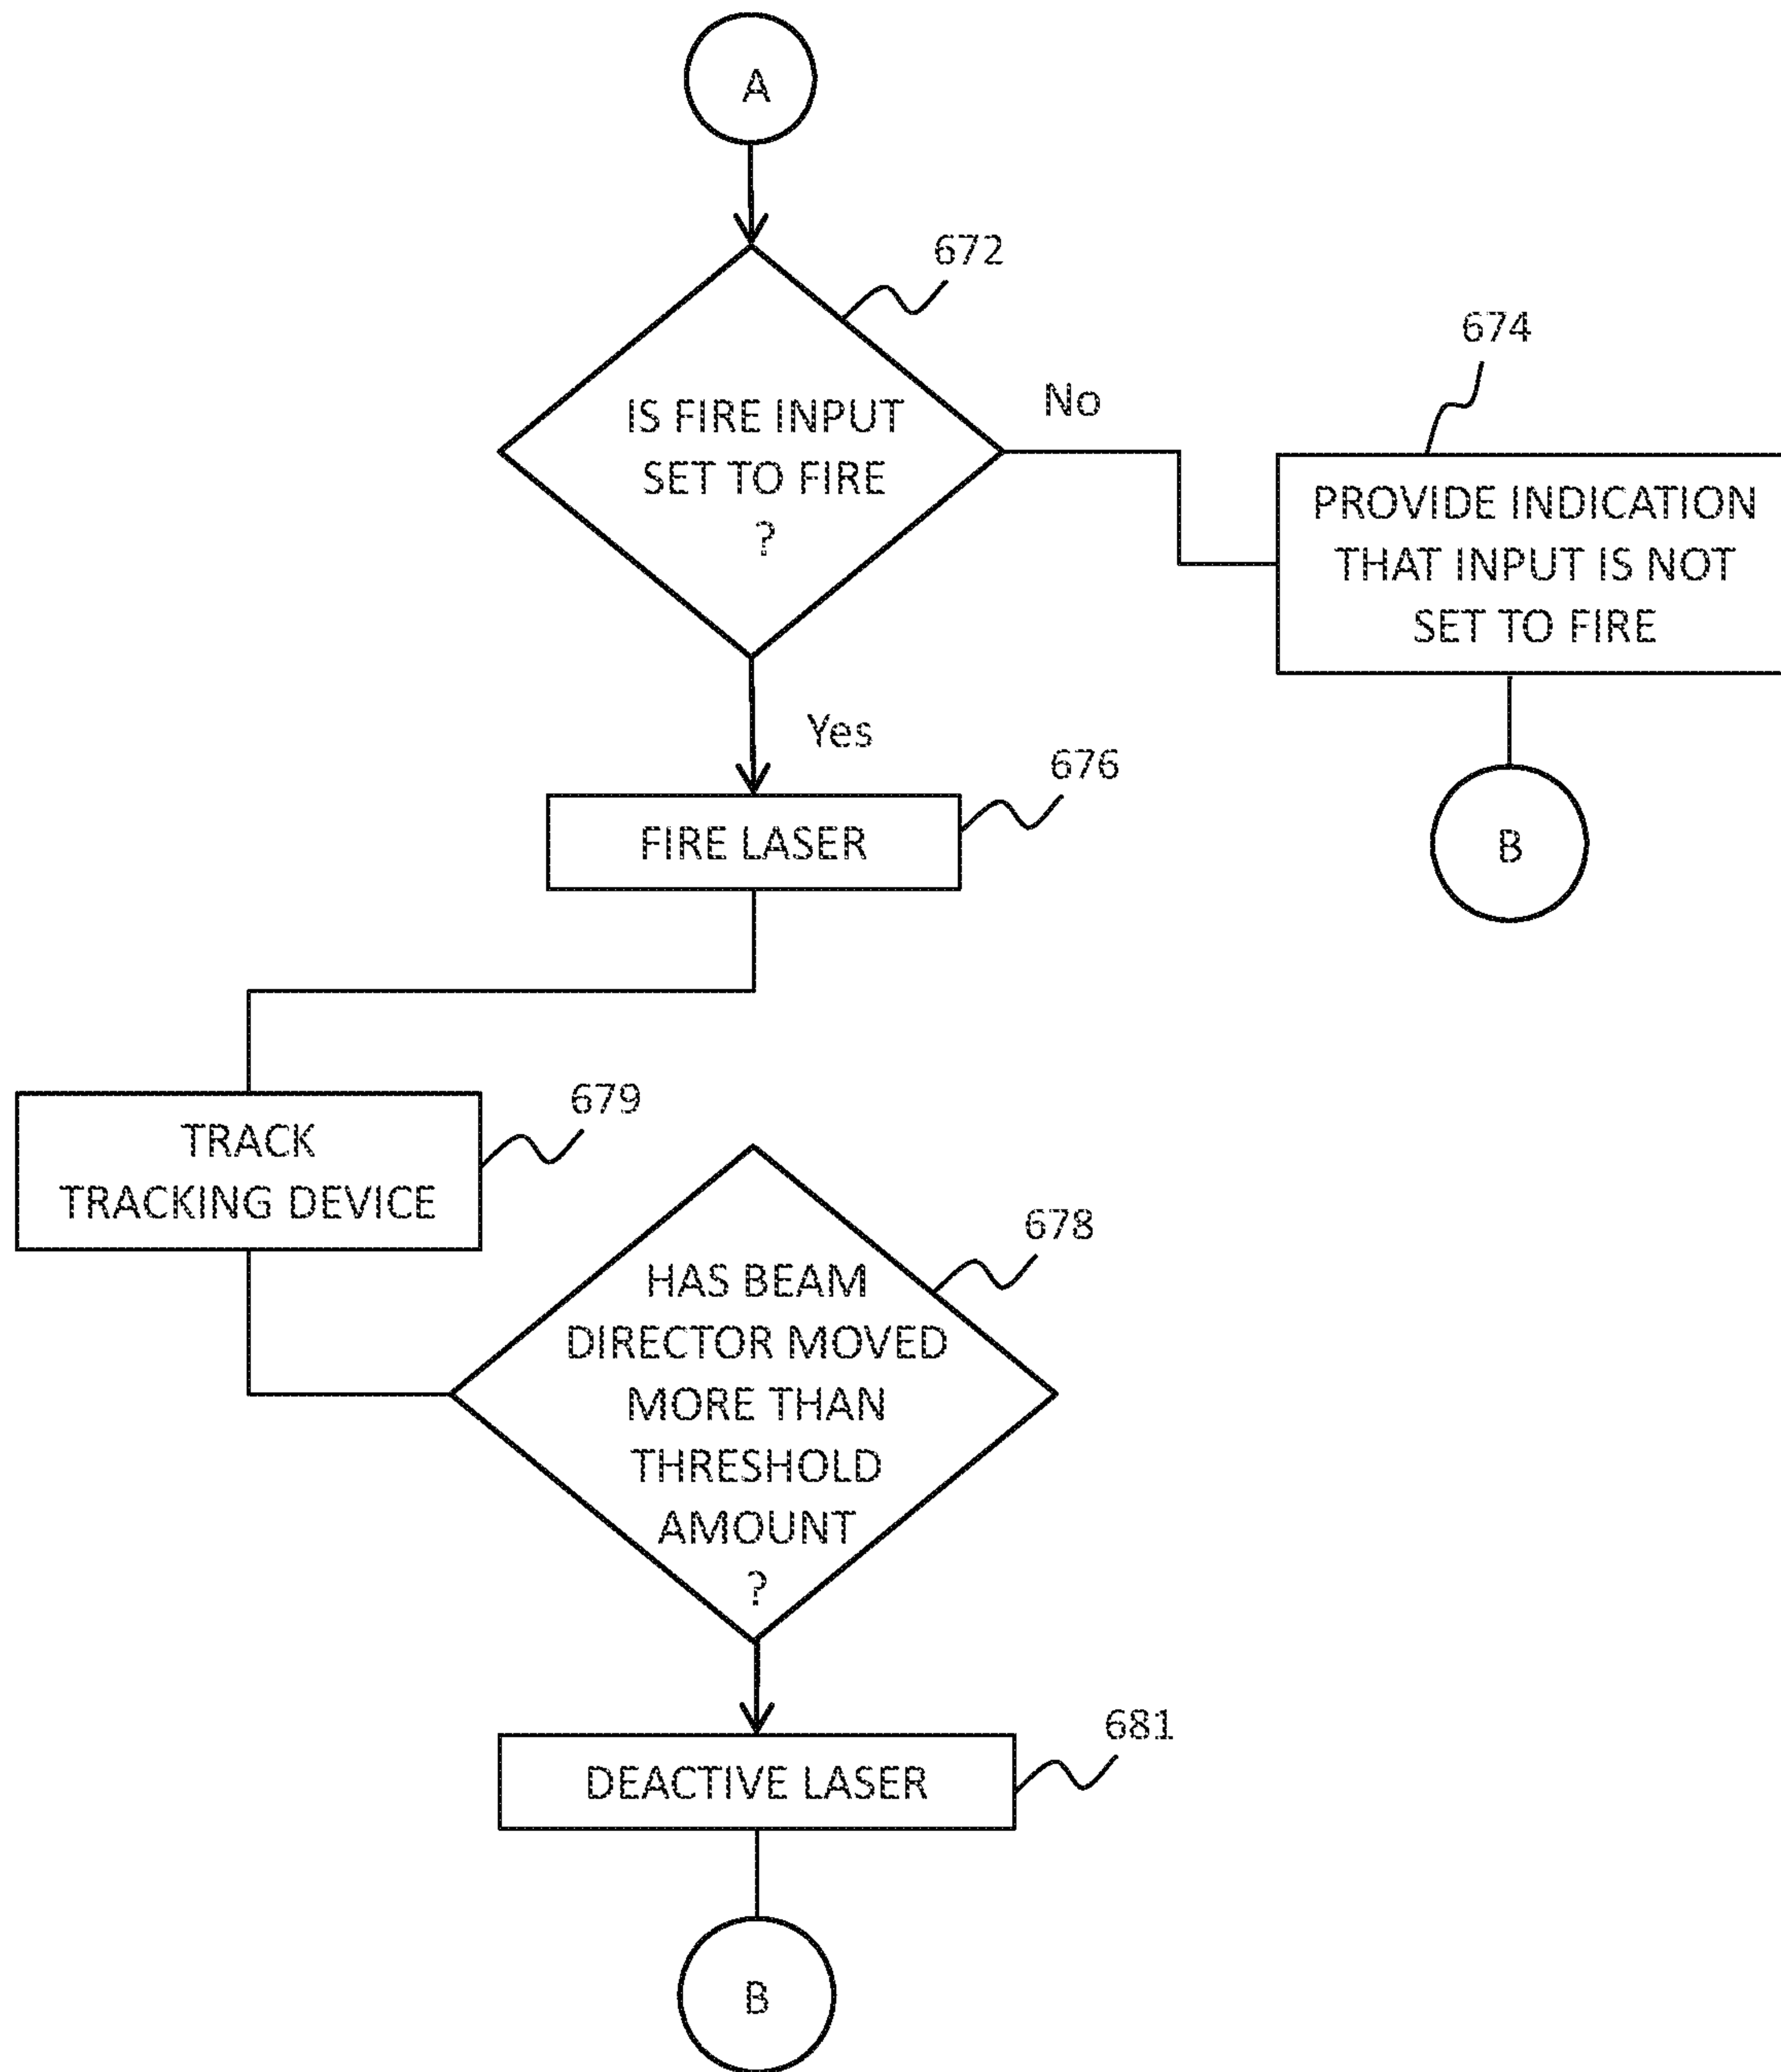 A
672
IS FIRE INPUT
SET TO FIRE
?
No
674
PROVIDE INDICATION
THAT INPUT IS NOT
SET TO FIRE
B
Yes
676
FIRE LASER
679
TRACK
TRACKING DEVICE
678
HAS BEAM
DIRECTOR MOVED
MORE THAN
THRESHOLD
AMOUNT
?
681
DEACTIVE LASER
B